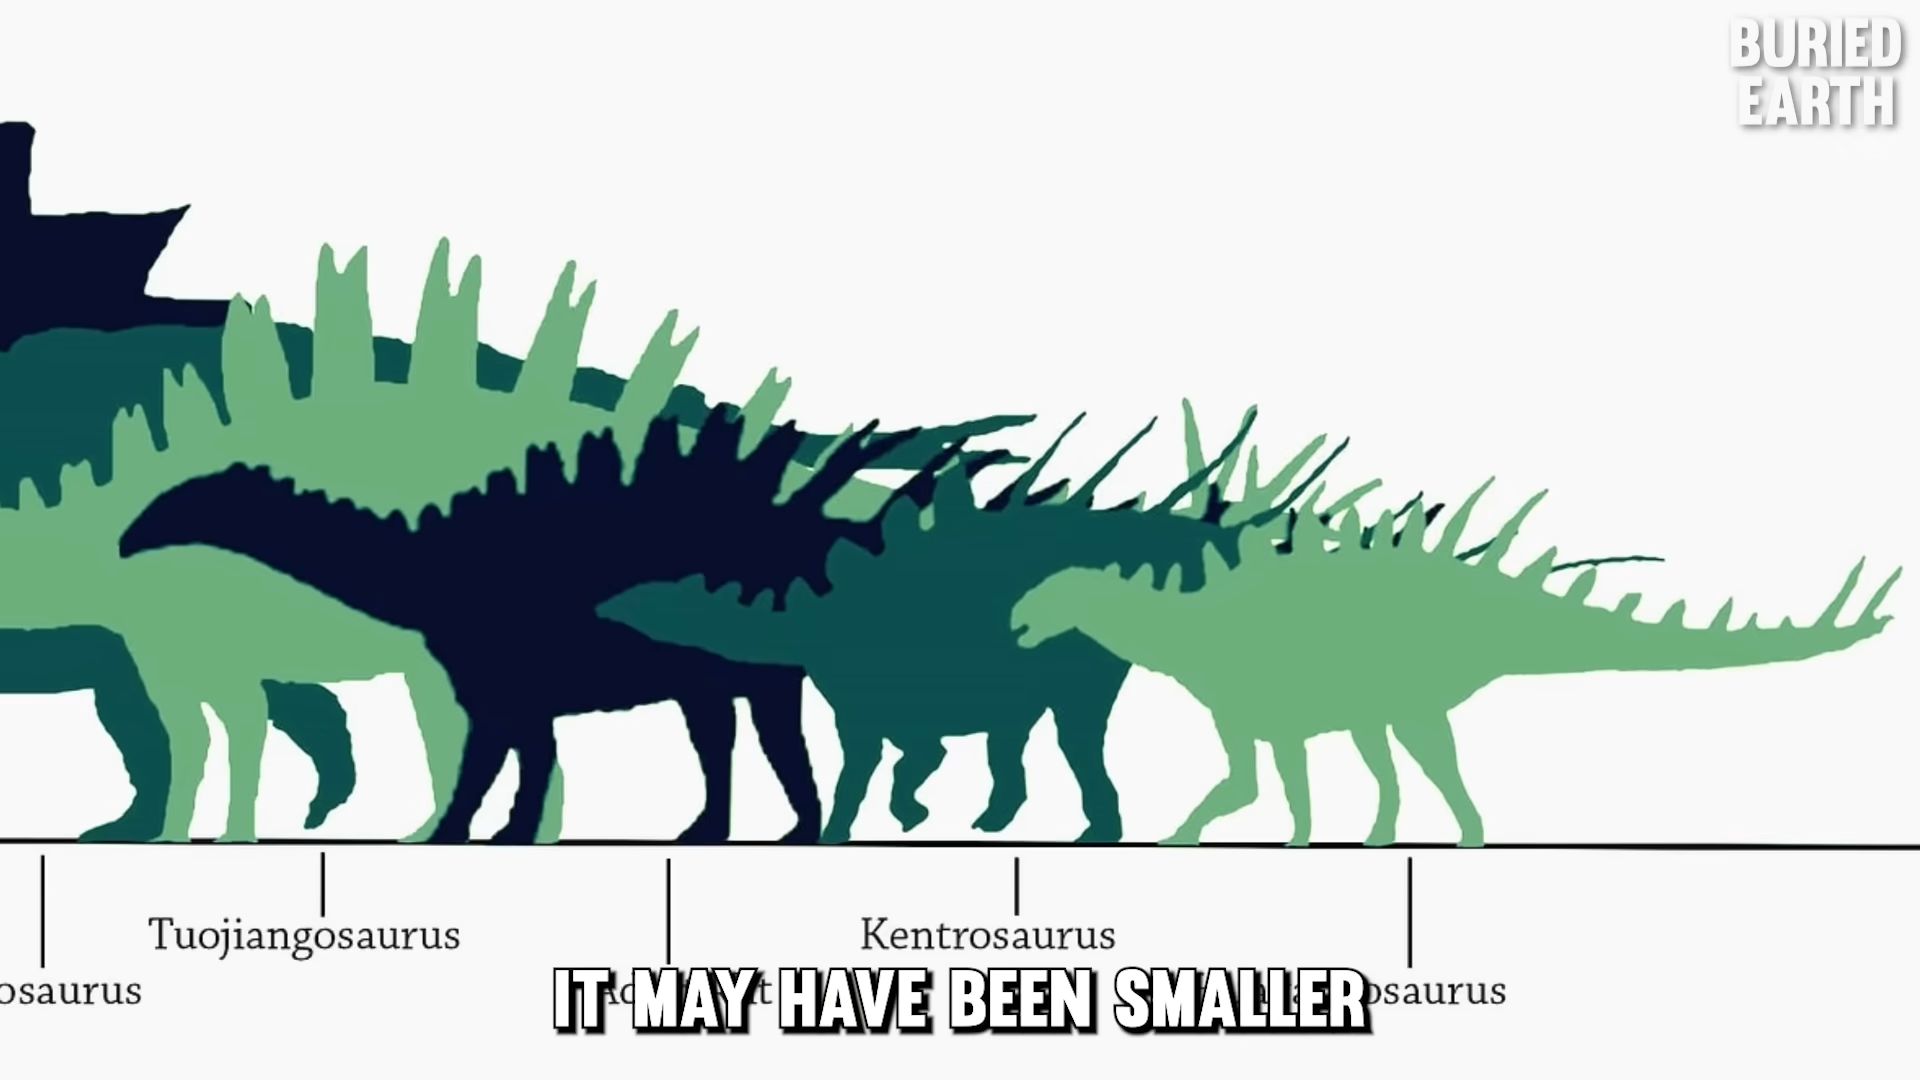 BURIED
EARTH
Tuojiangosaurus
Kentrosaurus
osaurus
osaurus
IT MAY HAVE BEEN SMALLER